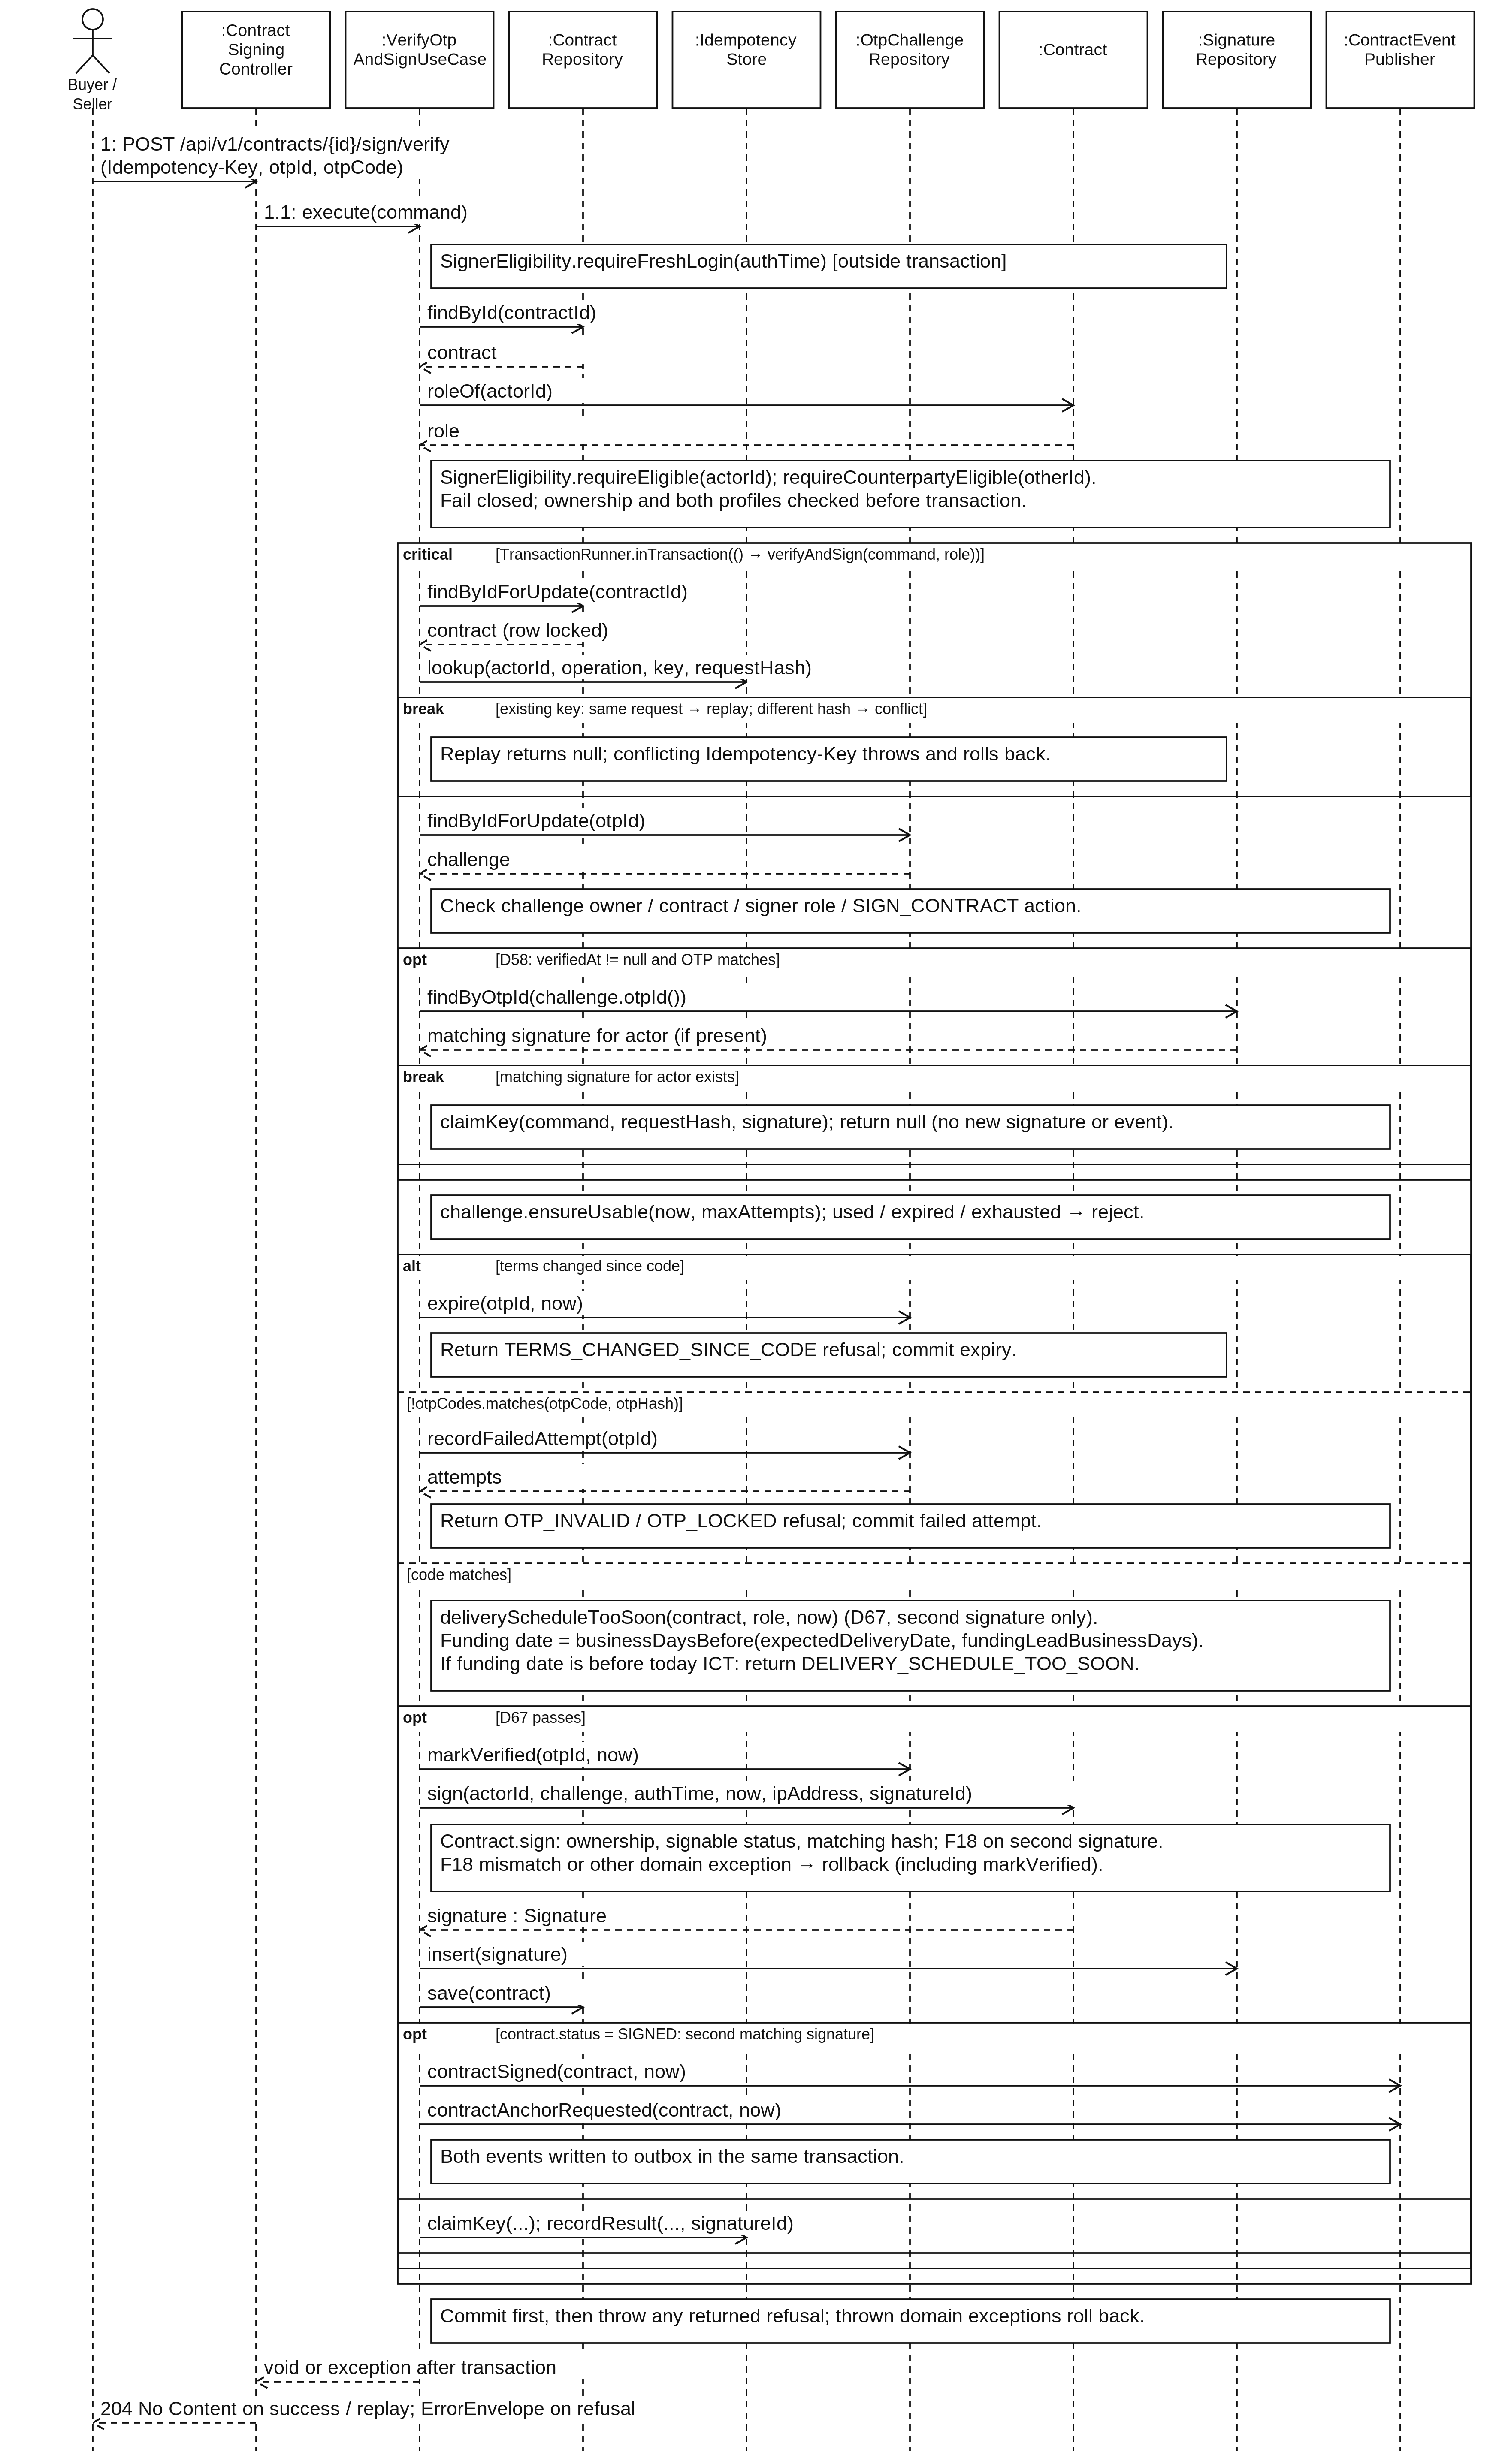 Buyer /
Seller
:Contract
Signing
Controller
:VerifyOtp
AndSignUseCase
:Contract
Repository
:Idempotency
Store
:OtpChallenge
Repository
:Contract
:Signature
Repository
:ContractEvent
Publisher
1: POST /api/v1/contracts/{id}/sign/verify
(Idempotency-Key, otpId, otpCode)
1.1: execute(command)
SignerEligibility.requireFreshLogin(authTime) [outside transaction]
findById(contractId)
contract
roleOf(actorId)
role
SignerEligibility.requireEligible(actorId); requireCounterpartyEligible(otherId).
Fail closed; ownership and both profiles checked before transaction.
critical [TransactionRunner.inTransaction(() → verifyAndSign(command, role))]
findByIdForUpdate(contractId)
contract (row locked)
lookup(actorId, operation, key, requestHash)
break [existing key: same request → replay; different hash → conflict]
Replay returns null; conflicting Idempotency-Key throws and rolls back.
findByIdForUpdate(otpId)
challenge
Check challenge owner / contract / signer role / SIGN_CONTRACT action.
opt [D58: verifiedAt != null and OTP matches]
findByOtpId(challenge.otpId())
matching signature for actor (if present)
break [matching signature for actor exists]
claimKey(command, requestHash, signature); return null (no new signature or event).
challenge.ensureUsable(now, maxAttempts); used / expired / exhausted → reject.
alt [terms changed since code]
expire(otpId, now)
Return TERMS_CHANGED_SINCE_CODE refusal; commit expiry.
[!otpCodes.matches(otpCode, otpHash)]
recordFailedAttempt(otpId)
attempts
Return OTP_INVALID / OTP_LOCKED refusal; commit failed attempt.
[code matches]
deliveryScheduleTooSoon(contract, role, now) (D67, second signature only).
Funding date = businessDaysBefore(expectedDeliveryDate, fundingLeadBusinessDays).
If funding date is before today ICT: return DELIVERY_SCHEDULE_TOO_SOON.
opt [D67 passes]
markVerified(otpId, now)
sign(actorId, challenge, authTime, now, ipAddress, signatureId)
Contract.sign: ownership, signable status, matching hash; F18 on second signature.
F18 mismatch or other domain exception → rollback (including markVerified).
signature : Signature
insert(signature)
save(contract)
opt [contract.status = SIGNED: second matching signature]
contractSigned(contract, now)
contractAnchorRequested(contract, now)
Both events written to outbox in the same transaction.
claimKey(...); recordResult(..., signatureId)
Commit first, then throw any returned refusal; thrown domain exceptions roll back.
void or exception after transaction
204 No Content on success / replay; ErrorEnvelope on refusal